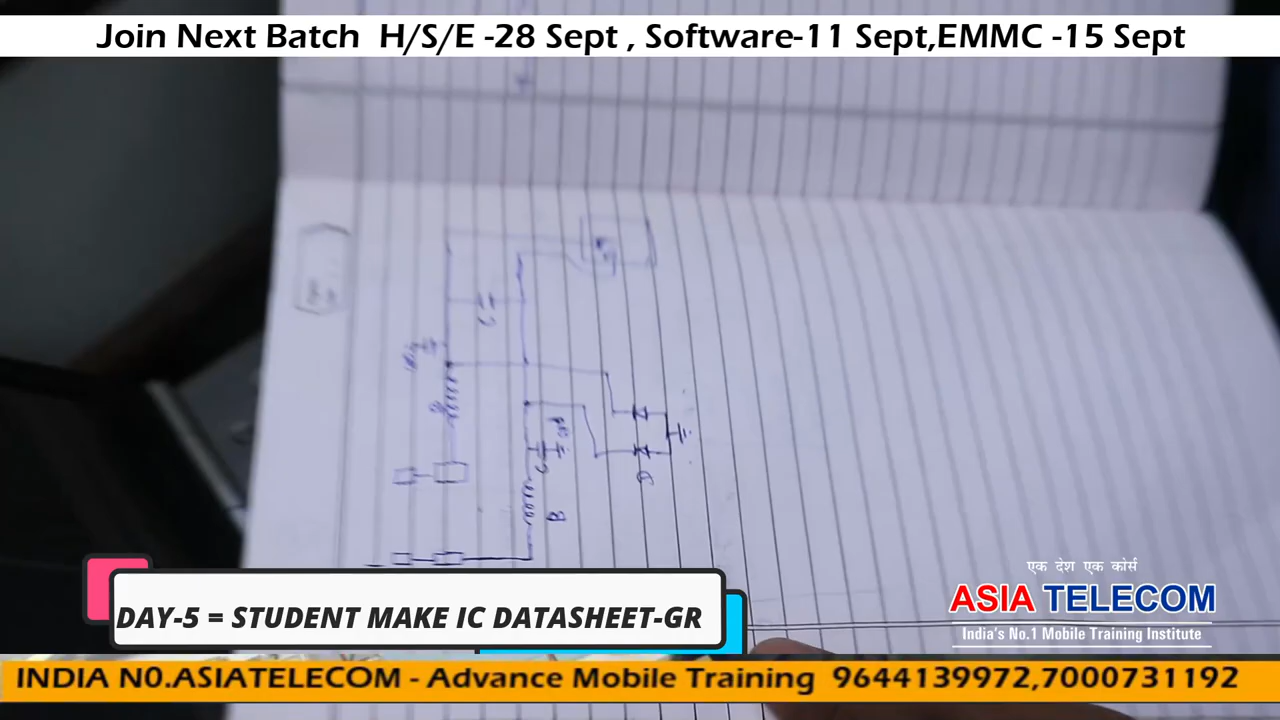 Join Next Batch H/S/E -28 Sept , Software-11 Sept,EMMC -15 Sept
C
C
B
D
DAY-5 = STUDENT MAKE IC DATASHEET-GR
एक देश एक कोर्स
ASIA TELECOM
India's No.1 Mobile Training Institute
INDIA N0.ASIATELECOM - Advance Mobile Training 9644139972,7000731192